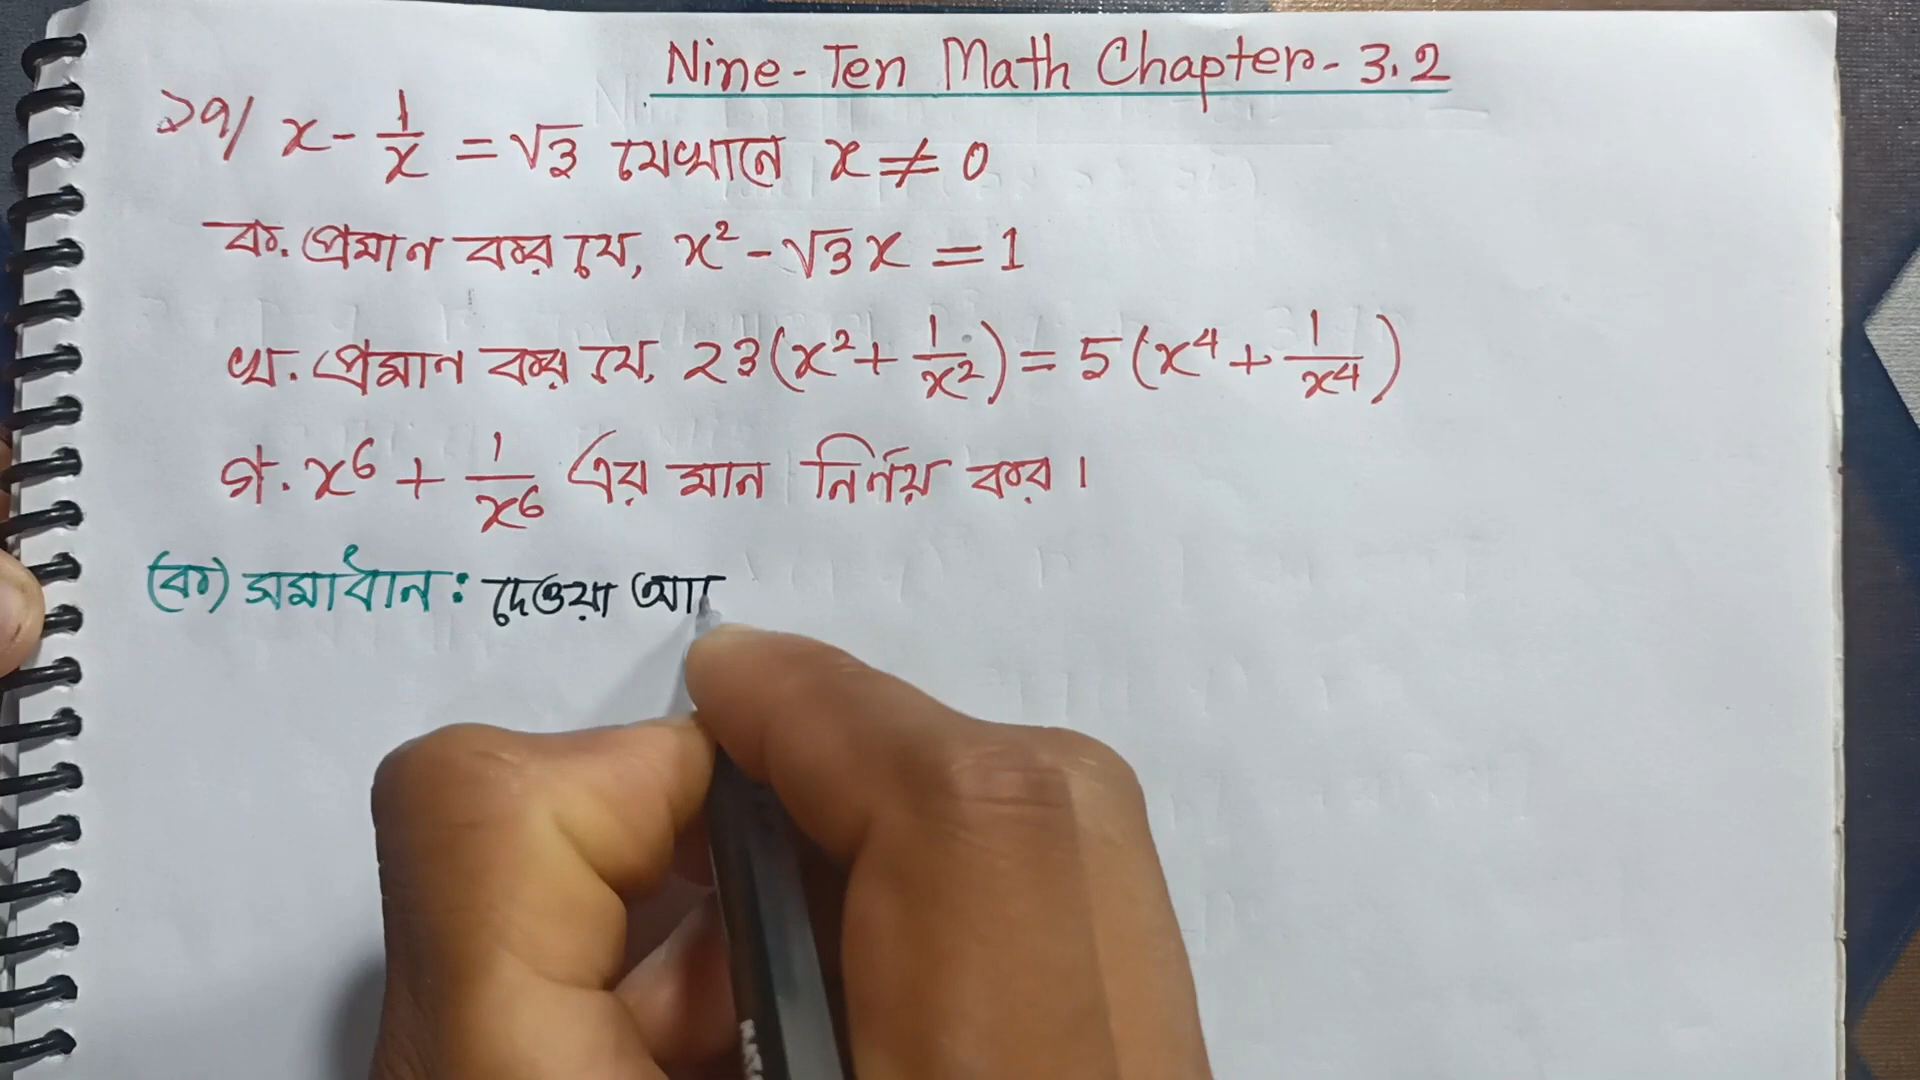 Nine-Ten Math Chapter-3.2
১৭/ x - 1/x = √3 যেখানে x ≠ 0
ক. প্রমান কর যে, x² - √3x = 1
খ. প্রমান কর যে, 23(x² + 1/x²) = 5(x⁴ + 1/x⁴)
গ. x⁶ + 1/x⁶ এর মান নির্ণয় কর।
(ক) সমাধান: দেওয়া আ